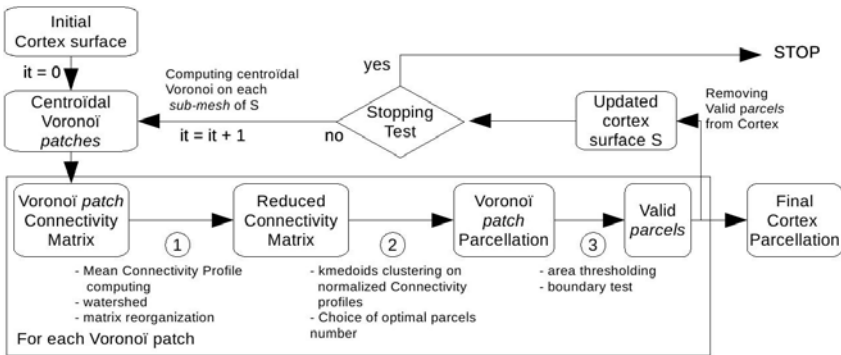 Initial
Cortex surface
it = 0
Centroïdal
Voronoï
patches
Computing centroïdal
Voronoi on each
sub-mesh of S
it = it + 1
no
yes
Stopping
Test
STOP
Updated
cortex
surface S
Removing
Valid parcels
from Cortex
Voronoï patch
Connectivity
Matrix
1
- Mean Connectivity Profile
computing
- watershed
- matrix reorganization
Reduced
Connectivity
Matrix
2
- kmedoids clustering on
normalized Connectivity
profiles
- Choice of optimal parcels
number
Voronoï
patch
Parcellation
3
- area thresholding
- boundary test
Valid
parcels
Final
Cortex
Parcellation
For each Voronoï patch